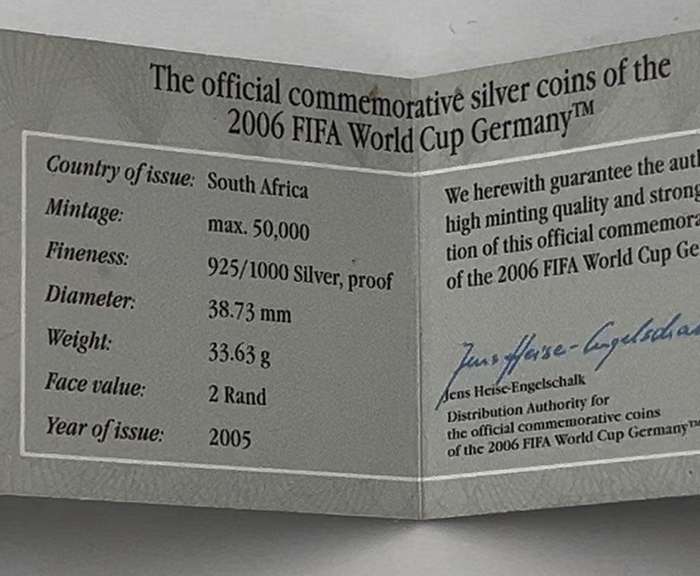 The official commemorative silver coins of the
2006 FIFA World Cup Germany™
Country of issue: South Africa
Mintage: max. 50,000
Fineness: 925/1000 Silver, proof
Diameter: 38.73 mm
Weight: 33.63 g
Face value: 2 Rand
Year of issue: 2005
We herewith guarantee the auth
high minting quality and strong
tion of this official commemora
of the 2006 FIFA World Cup Ge
Jens Heise-Engelscha
Jens Heise-Engelschalk
Distribution Authority for
the official commemorative coins
of the 2006 FIFA World Cup Germany™